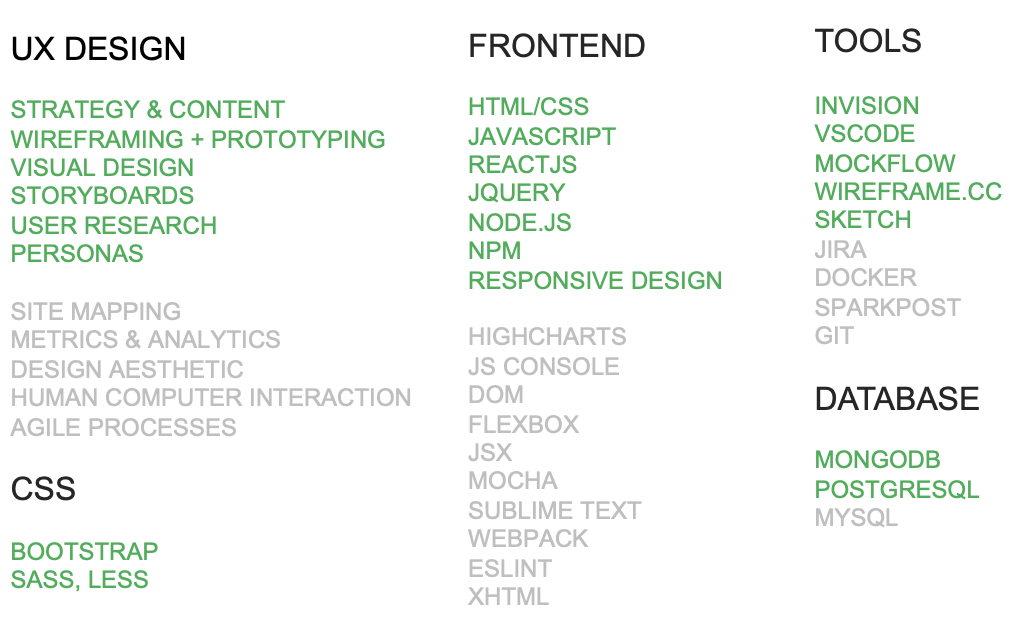 UX DESIGN
STRATEGY & CONTENT
WIREFRAMING + PROTOTYPING
VISUAL DESIGN
STORYBOARDS
USER RESEARCH
PERSONAS
SITE MAPPING
METRICS & ANALYTICS
DESIGN AESTHETIC
HUMAN COMPUTER INTERACTION
AGILE PROCESSES
CSS
BOOTSTRAP
SASS, LESS
FRONTEND
HTML/CSS
JAVASCRIPT
REACTJS
JQUERY
NODE.JS
NPM
RESPONSIVE DESIGN
HIGHCHARTS
JS CONSOLE
DOM
FLEXBOX
JSX
MOCHA
SUBLIME TEXT
WEBPACK
ESLINT
XHTML
TOOLS
INVISION
VSCODE
MOCKFLOW
WIREFRAME.CC
SKETCH
JIRA
DOCKER
SPARKPOST
GIT
DATABASE
MONGODB
POSTGRESQL
MYSQL